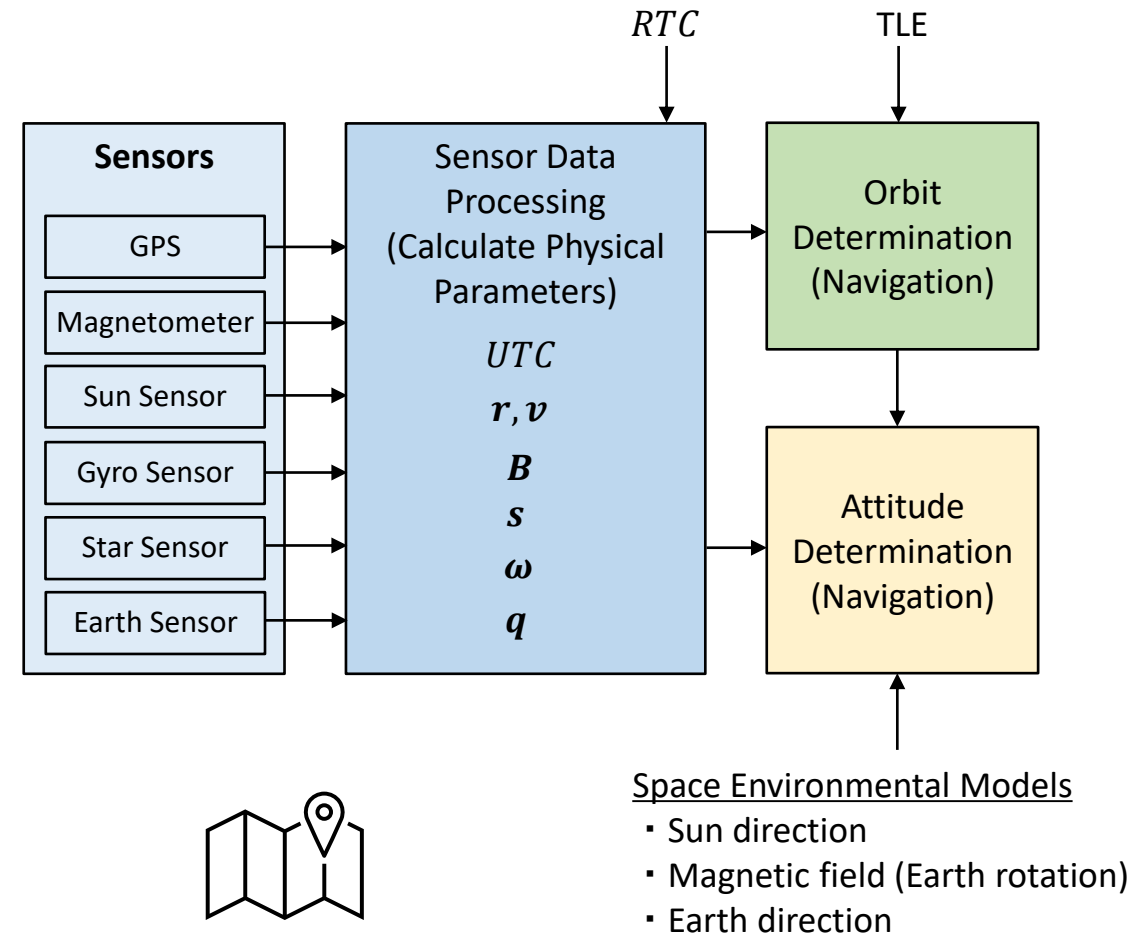 RTC
TLE
Sensors
GPS
Magnetometer
Sun Sensor
Gyro Sensor
Star Sensor
Earth Sensor
Sensor Data
Processing
(Calculate Physical
Parameters)
UTC
r, v
B
s
ω
q
Orbit
Determination
(Navigation)
Attitude
Determination
(Navigation)
Space Environmental Models
・Sun direction
・Magnetic field (Earth rotation)
・Earth direction